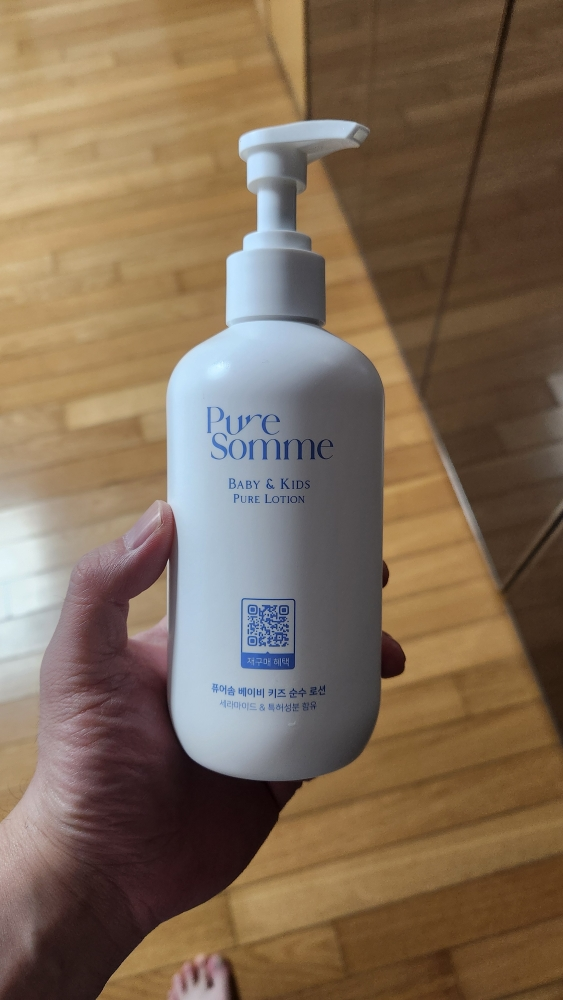 Pure
Somme
BABY & KIDS
PURE LOTION
재구매 혜택
퓨어솜 베이비 키즈 순수 로션
세라마이드 & 특허성분 함유